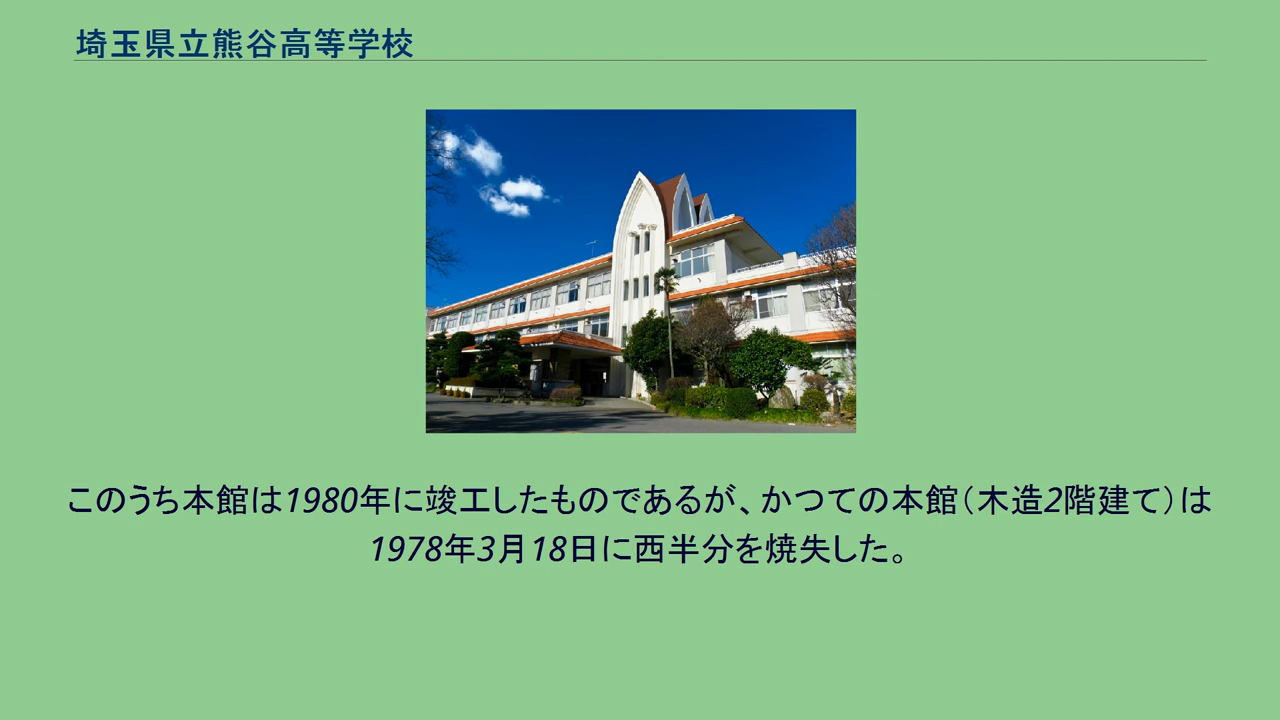 埼玉県立熊谷高等学校
このうち本館は1980年に竣工したものであるが、かつての本館（木造2階建て）は
1978年3月18日に西半分を焼失した。